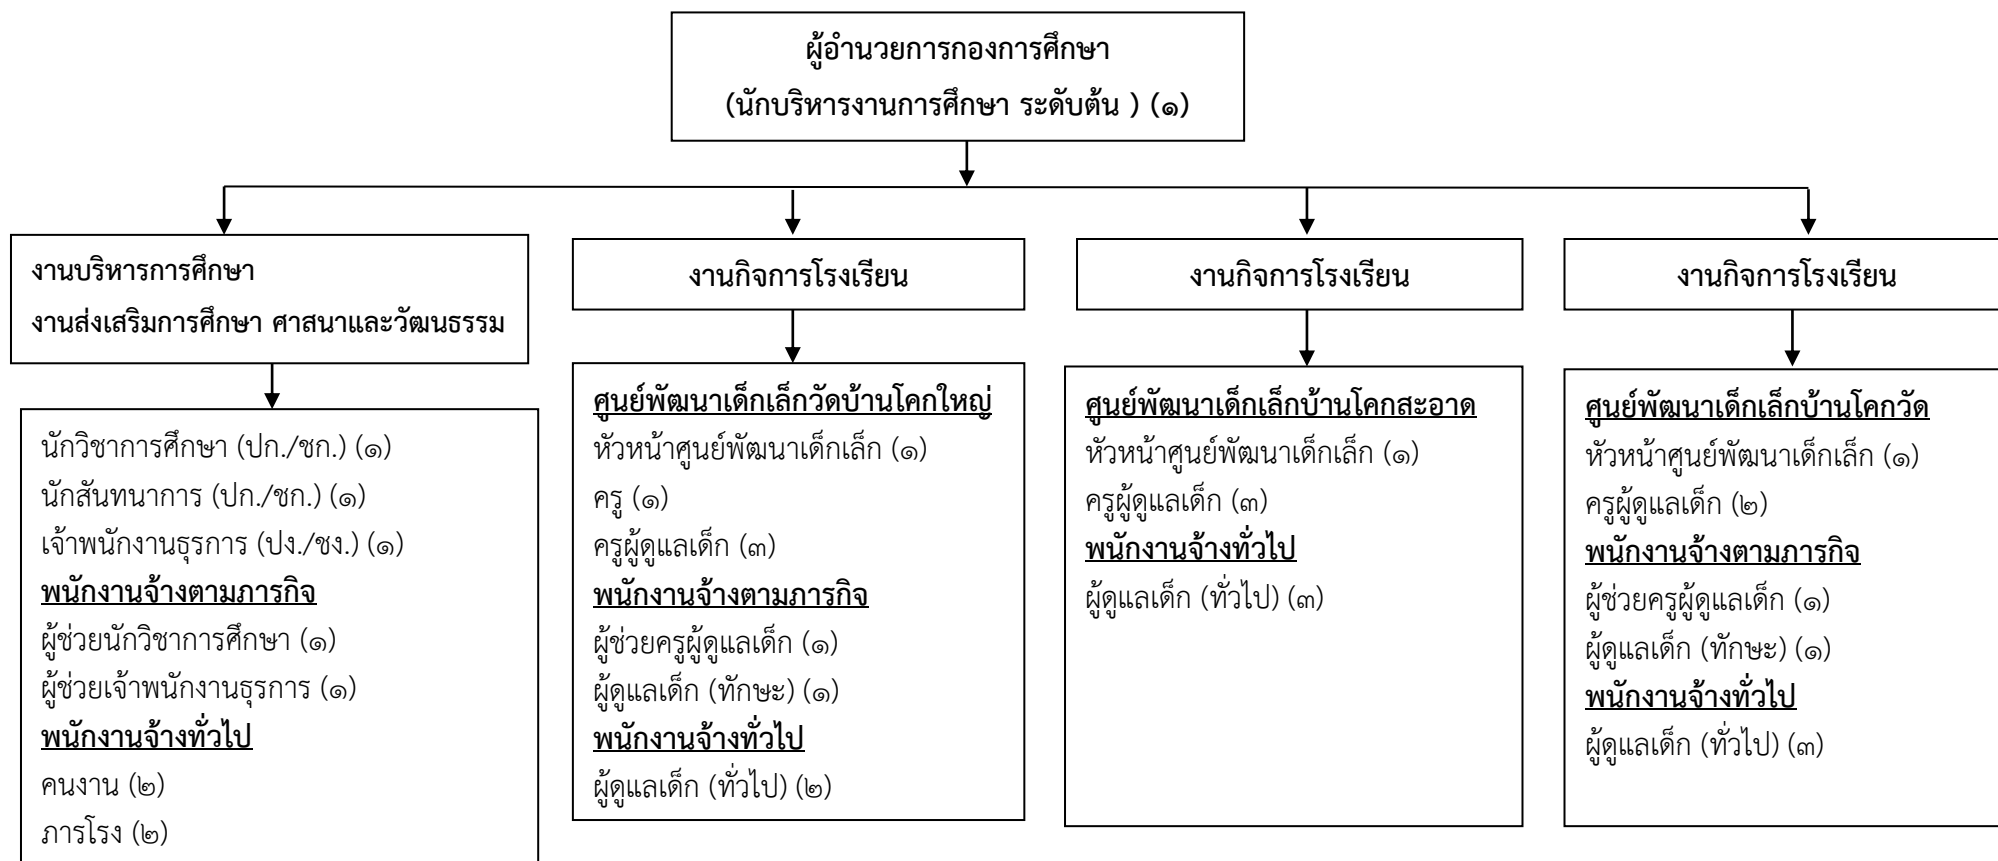 ผู้อำนวยการกองการศึกษา
(นักบริหารงานการศึกษา ระดับต้น ) (๑)
งานบริหารการศึกษา
งานส่งเสริมการศึกษา ศาสนาและวัฒนธรรม
นักวิชาการศึกษา (ปก./ชก.) (๑)
นักสันทนาการ (ปก./ชก.) (๑)
เจ้าพนักงานธุรการ (ปง./ชง.) (๑)
พนักงานจ้างตามภารกิจ
ผู้ช่วยนักวิชาการศึกษา (๑)
ผู้ช่วยเจ้าพนักงานธุรการ (๑)
พนักงานจ้างทั่วไป
คนงาน (๒)
ภารโรง (๒)
งานกิจการโรงเรียน
ศูนย์พัฒนาเด็กเล็กวัดบ้านโคกใหญ่
หัวหน้าศูนย์พัฒนาเด็กเล็ก (๑)
ครู (๑)
ครูผู้ดูแลเด็ก (๓)
พนักงานจ้างตามภารกิจ
ผู้ช่วยครูผู้ดูแลเด็ก (๑)
ผู้ดูแลเด็ก (ทักษะ) (๑)
พนักงานจ้างทั่วไป
ผู้ดูแลเด็ก (ทั่วไป) (๒)
งานกิจการโรงเรียน
ศูนย์พัฒนาเด็กเล็กบ้านโคกสะอาด
หัวหน้าศูนย์พัฒนาเด็กเล็ก (๑)
ครูผู้ดูแลเด็ก (๓)
พนักงานจ้างทั่วไป
ผู้ดูแลเด็ก (ทั่วไป) (๓)
งานกิจการโรงเรียน
ศูนย์พัฒนาเด็กเล็กบ้านโคกวัด
หัวหน้าศูนย์พัฒนาเด็กเล็ก (๑)
ครูผู้ดูแลเด็ก (๒)
พนักงานจ้างตามภารกิจ
ผู้ช่วยครูผู้ดูแลเด็ก (๑)
ผู้ดูแลเด็ก (ทักษะ) (๑)
พนักงานจ้างทั่วไป
ผู้ดูแลเด็ก (ทั่วไป) (๓)